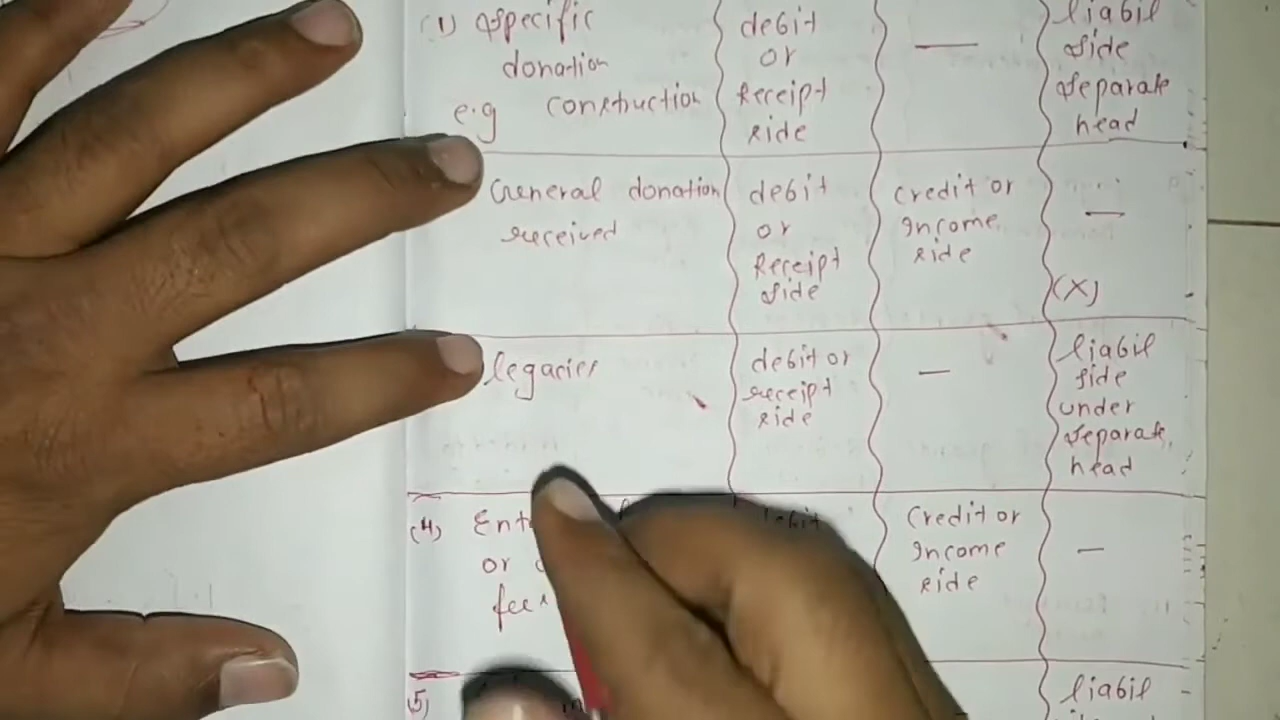 (1) Specific debit liabil
donation or — side
e.g construction Receipt separate
side head
General donation debit credit or —
received or Income
Receipt side
side (X)
legacies debit or — liabil
receipt side
side under
separate
head
(4) debit Credit or —
or Income
fees side
(5) liabil